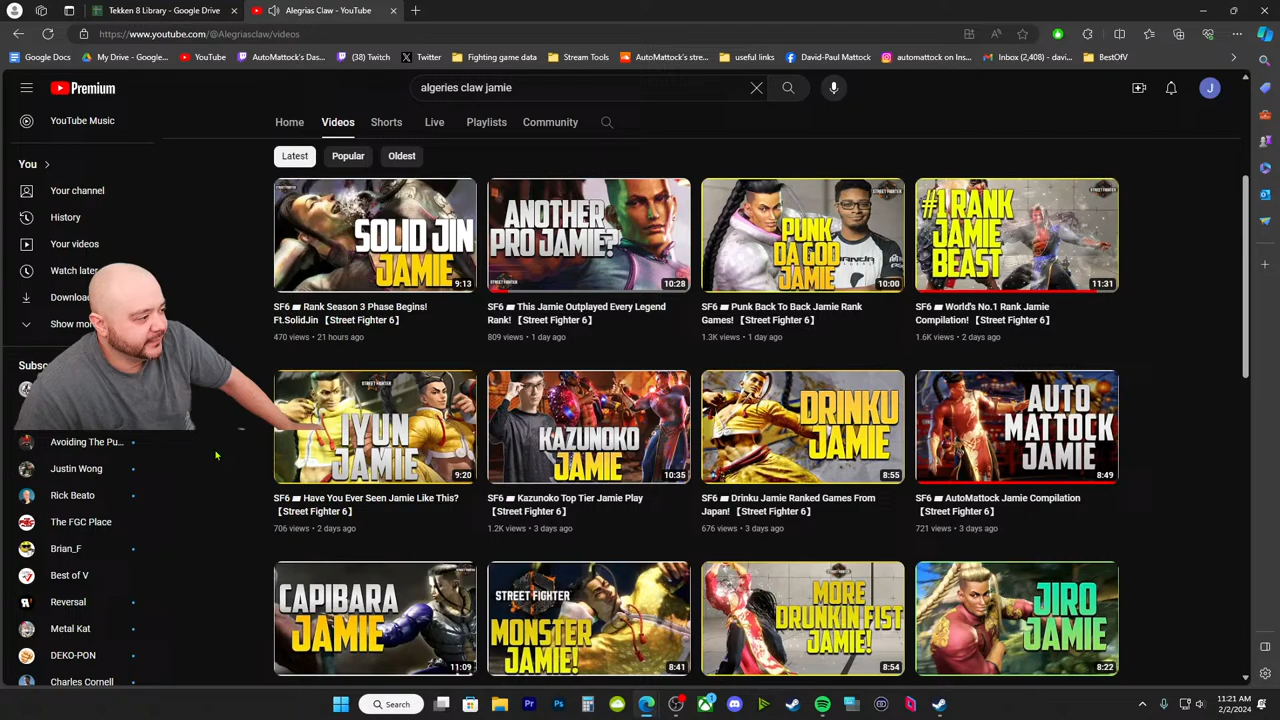 Tekken 8 Library - Google Drive
Alegrias Claw - YouTube
https://www.youtube.com/@Alegriasclaw/videos
Google Docs
My Drive - Google...
YouTube
AutoMattock's Das...
(38) Twitch
Twitter
Fighting game data
Stream Tools
AutoMattock's stre...
useful links
David-Paul Mattock
automattock on Ins...
Inbox (2,408) - davi...
BestOfV
Premium
algeries claw jamie
J
YouTube Music
Home
Videos
Shorts
Live
Playlists
Community
You
Latest
Popular
Oldest
Your channel
History
Your videos
Watch later
Downloa
Show mo
Subsc
Avoiding The Pu...
Justin Wong
Rick Beato
The FGC Place
Brian_F
Best of V
Reversal
Metal Kat
DEKO-PON
Charles Cornell
SOLID JIN
JAMIE
9:13
ANOTHER
PRO JAMIE?
10:28
PUNK
DA GOD
JAMIE
10:00
#1 RANK
JAMIE
BEAST
11:31
SF6 ▰ Rank Season 3 Phase Begins!
Ft.SolidJin 【Street Fighter 6】
470 views • 21 hours ago
SF6 ▰ This Jamie Outplayed Every Legend
Rank! 【Street Fighter 6】
809 views • 1 day ago
SF6 ▰ Punk Back To Back Jamie Rank
Games! 【Street Fighter 6】
1.3K views • 1 day ago
SF6 ▰ World's No.1 Rank Jamie
Compilation! 【Street Fighter 6】
1.6K views • 2 days ago
STREET FIGHTER
IYUN
JAMIE
9:20
KAZUNOKO
JAMIE
10:35
DRINKU
JAMIE
8:55
AUTO
MATTOCK
JAMIE
8:49
SF6 ▰ Have You Ever Seen Jamie Like This?
【Street Fighter 6】
706 views • 2 days ago
SF6 ▰ Kazunoko Top Tier Jamie Play
【Street Fighter 6】
1.2K views • 3 days ago
SF6 ▰ Drinku Jamie Ranked Games From
Japan! 【Street Fighter 6】
676 views • 3 days ago
SF6 ▰ AutoMattock Jamie Compilation
【Street Fighter 6】
721 views • 3 days ago
CAPIBARA
JAMIE
11:09
STREET FIGHTER
MONSTER
JAMIE!
8:41
MORE
DRUNKIN FIST
JAMIE!
8:54
JIRO
JAMIE
8:22
Search
11:21 AM
2/2/2024